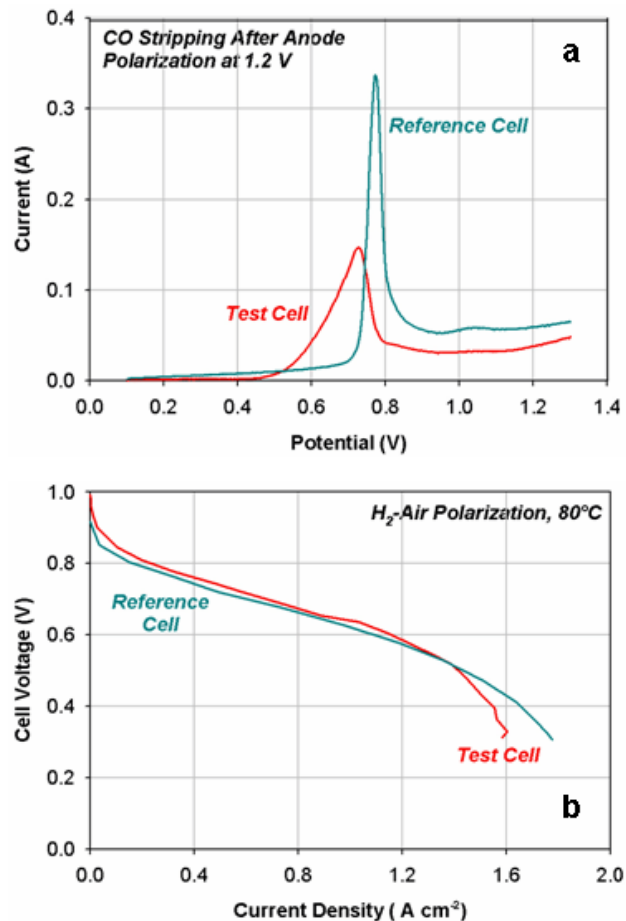 CO Stripping After Anode
Polarization at 1.2 V
a
Reference Cell
Test Cell
Current (A)
0.4
0.3
0.2
0.1
0.0
0.0 0.2 0.4 0.6 0.8 1.0 1.2 1.4
Potential (V)
H2-Air Polarization, 80°C
Reference
Cell
Test Cell
b
Cell Voltage (V)
1.0
0.8
0.6
0.4
0.2
0.0
0.0 0.4 0.8 1.2 1.6 2.0
Current Density ( A cm-2)